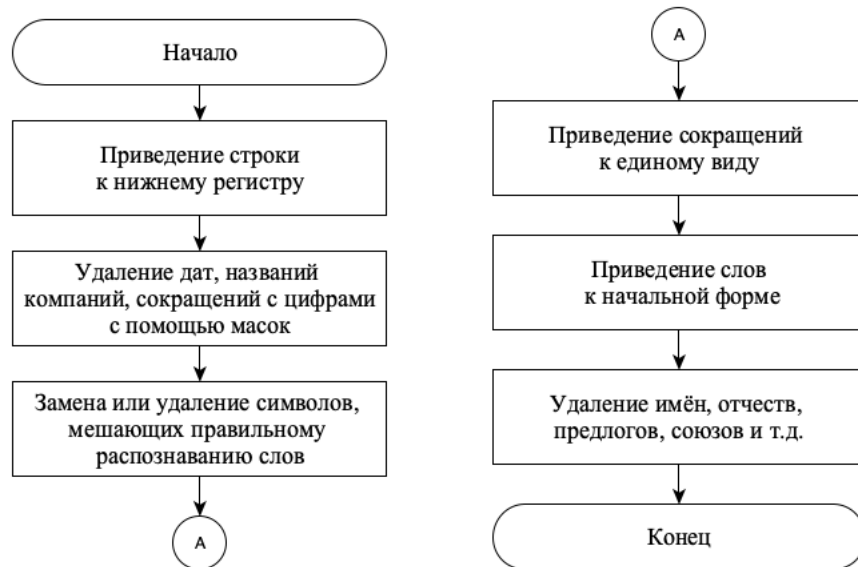 Начало
Приведение строки
к нижнему регистру
Удаление дат, названий
компаний, сокращений с цифрами
с помощью масок
Замена или удаление символов,
мешающих правильному
распознаванию слов
А
А
Приведение сокращений
к единому виду
Приведение слов
к начальной форме
Удаление имён, отчеств,
предлогов, союзов и т.д.
Конец